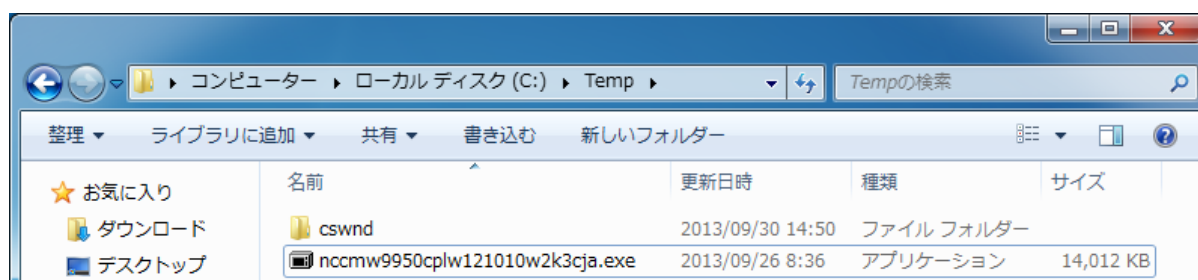 コンピューター ▸ ローカル ディスク (C:) ▸ Temp ▸ Tempの検索
整理 ライブラリに追加 共有 書き込む 新しいフォルダー
お気に入り
ダウンロード
デスクトップ
名前 更新日時 種類 サイズ
cswnd 2013/09/30 14:50 ファイル フォルダー
nccmw9950cplw121010w2k3cja.exe 2013/09/26 8:36 アプリケーション 14,012 KB